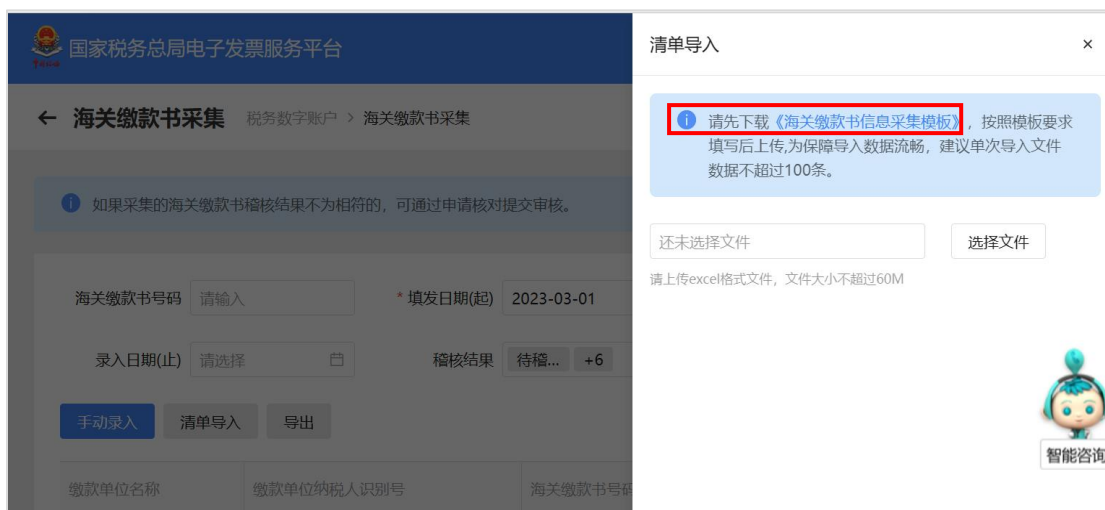 国家税务总局电子发票服务平台
清单导入 ×
海关缴款书采集 税务数字账户 > 海关缴款书采集
请先下载《海关缴款书信息采集模板》，按照模板要求
填写后上传,为保障导入数据流畅，建议单次导入文件
数据不超过100条。
如果采集的海关缴款书稽核结果不为相符的，可通过申请核对提交审核。
还未选择文件 选择文件
请上传excel格式文件，文件大小不超过60M
海关缴款书号码 请输入 * 填发日期(起) 2023-03-01
录入日期(止) 请选择 稽核结果 待稽... +6
手动录入 清单导入 导出
智能咨询
缴款单位名称 缴款单位纳税人识别号 海关缴款书号码